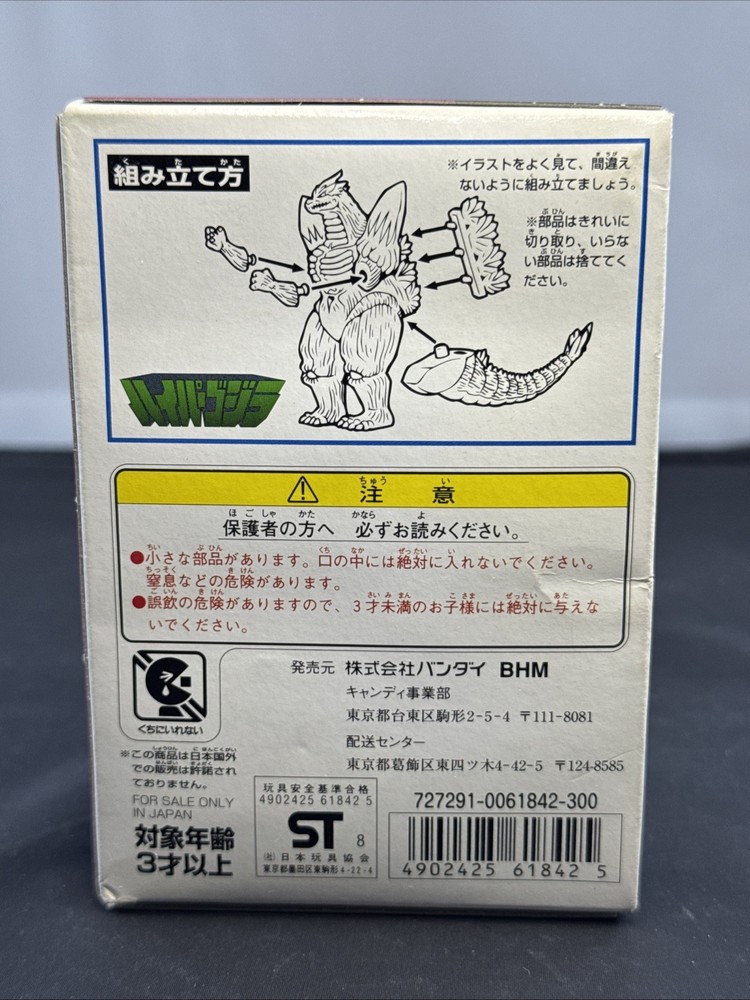 組み立て方
※イラストをよく見て、間違え
ないように組み立てましょう。
※部品はきれいに
切り取り、いらな
い部品は捨ててく
ださい。
ハイパーゴジラ
注意
保護者の方へ 必ずお読みください。
●小さな部品があります。口の中には絶対に入れないでください。
窒息などの危険があります。
●誤飲の危険がありますので、3才未満のお子様には絶対に与えな
いでください。
くちにいれない
発売元 株式会社バンダイ BHM
キャンディ事業部
東京都台東区駒形2-5-4 〒111-8081
配送センター
東京都葛飾区東四ツ木4-42-5 〒124-8585
※この商品は日本国外
での販売は許諾され
ておりません。
FOR SALE ONLY
IN JAPAN
対象年齢
3才以上
玩具安全基準合格
4902425 61842 5
ST 8
(社)日本玩具協会
東京都墨田区東駒形4-22-4
727291-0061842-300
4902425 61842 5